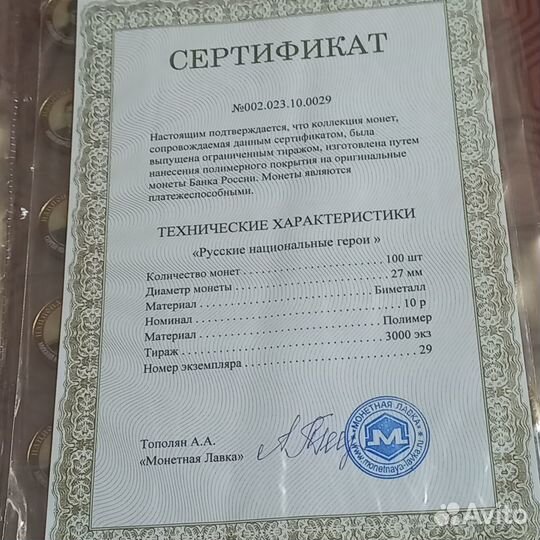 СЕРТИФИКАТ
№002.023.10.0029
Настоящим подтверждается, что коллекция монет,
сопровождаемая данным сертификатом, была
выпущена ограниченным тиражом, изготовлена путем
нанесения полимерного покрытия на оригинальные
монеты Банка России. Монеты являются
платежеспособными.
ТЕХНИЧЕСКИЕ ХАРАКТЕРИСТИКИ
«Русские национальные герои »
Количество монет 100 шт
Диаметр монеты 27 мм
Материал Биметалл
Номинал 10 р
Материал Полимер
Тираж 3000 экз
Номер экземпляра 29
Тополян А.А.
«Монетная Лавка»
«МОНЕТНАЯ ЛАВКА»
М
www.monetnaya-lavka.ru
Avito